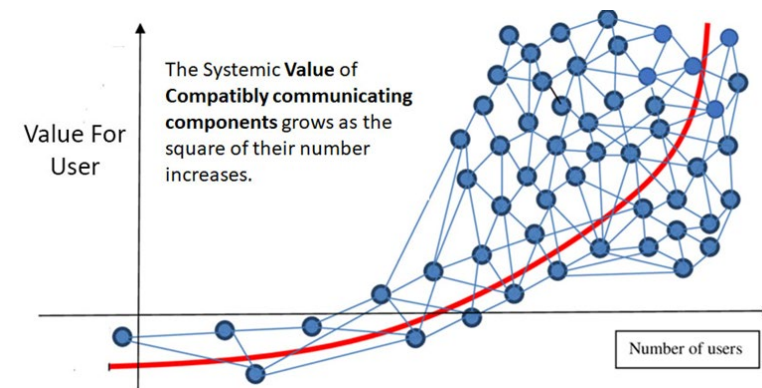 The Systemic Value of
Compatibly communicating
components grows as the
square of their number
increases.
Value For
User
Number of users